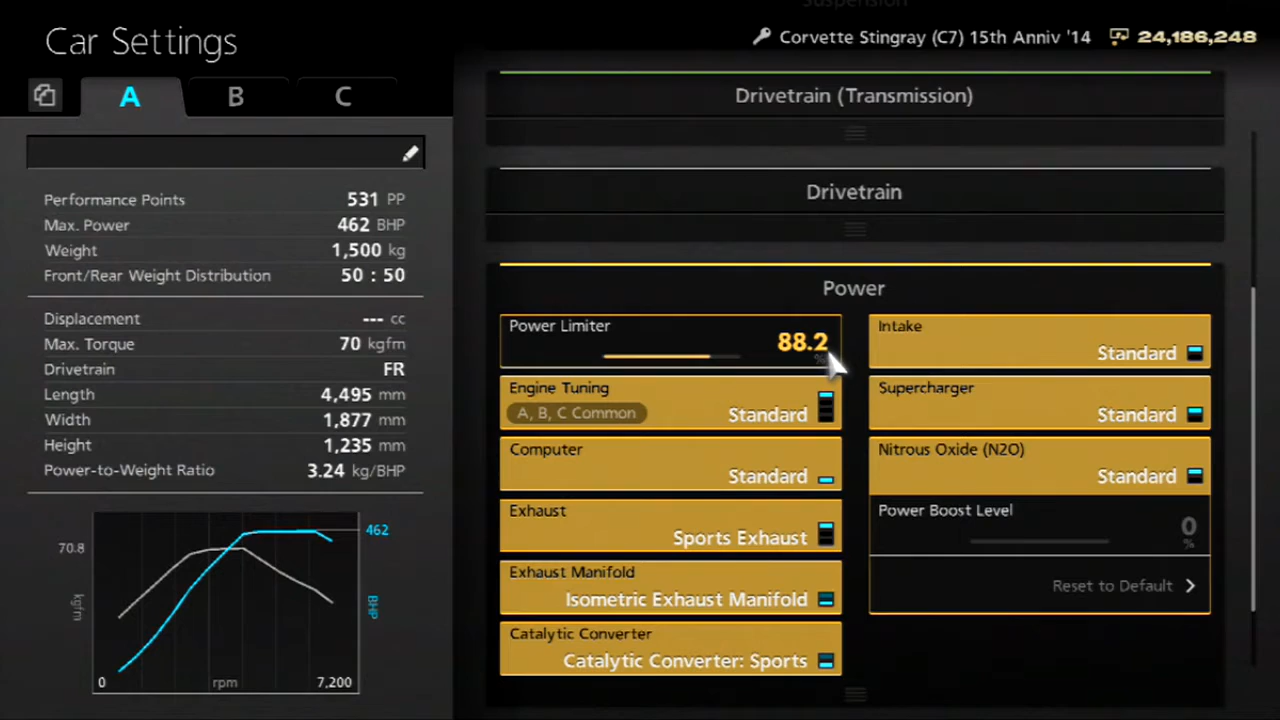 Suspension
Car Settings
Corvette Stingray (C7) 15th Anniv '14
24,186,248
A B C
Performance Points 531 PP
Max. Power 462 BHP
Weight 1,500 kg
Front/Rear Weight Distribution 50 : 50
Displacement --- cc
Max. Torque 70 kgfm
Drivetrain FR
Length 4,495 mm
Width 1,877 mm
Height 1,235 mm
Power-to-Weight Ratio 3.24 kg/BHP
462
70.8
kgfm
BHP
0 rpm 7,200
Drivetrain (Transmission)
Drivetrain
Power
Power Limiter
88.2
%
Engine Tuning
A, B, C Common Standard
Computer
Standard
Exhaust
Sports Exhaust
Exhaust Manifold
Isometric Exhaust Manifold
Catalytic Converter
Catalytic Converter: Sports
Intake
Standard
Supercharger
Standard
Nitrous Oxide (N2O)
Standard
Power Boost Level
0
%
Reset to Default